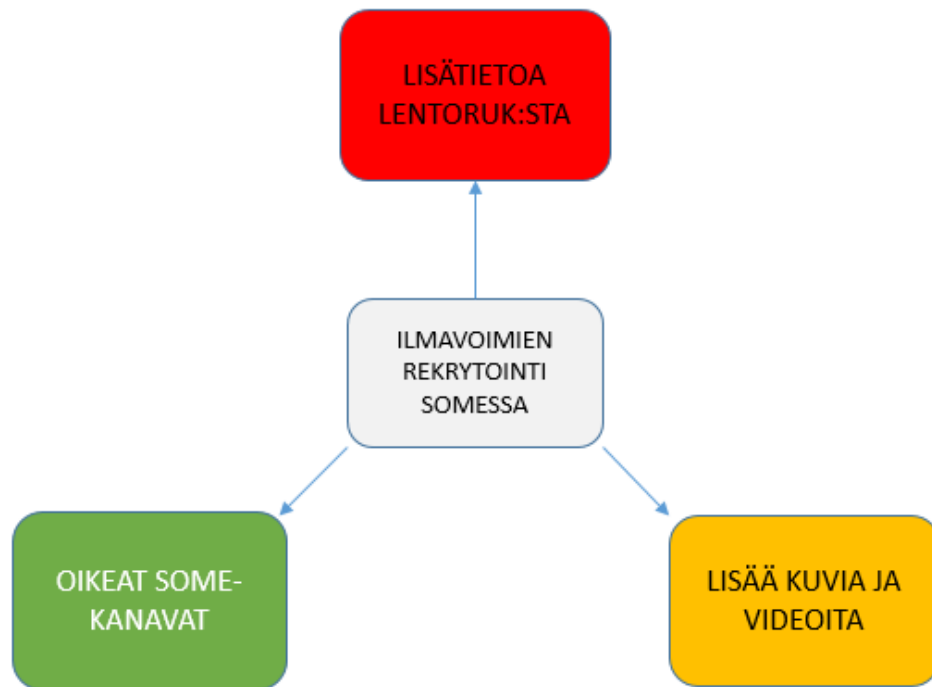 LISÄTIETOA
LENTORUK:STA
ILMAVOIMIEN
REKRYTOINTI
SOMESSA
OIKEAT SOME-
KANAVAT
LISÄÄ KUVIA JA
VIDEOITA